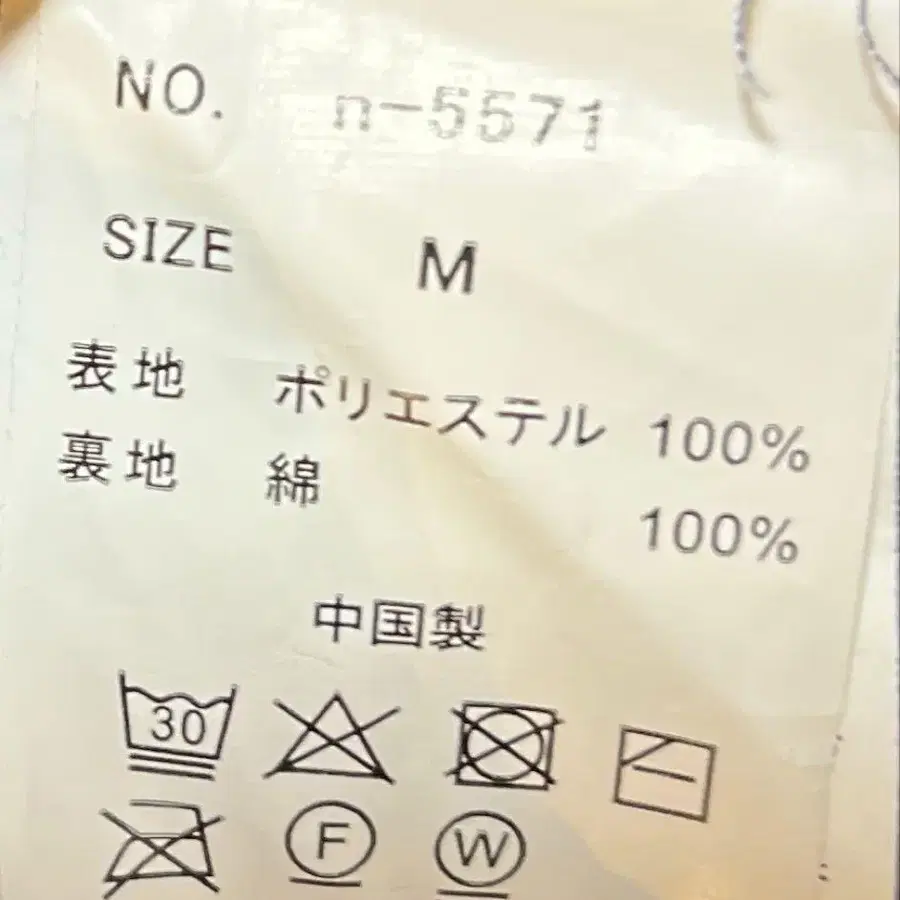 NO. n-5571
SIZE M
表地 ポリエステル 100%
裏地 綿 100%
中国製
30
F W